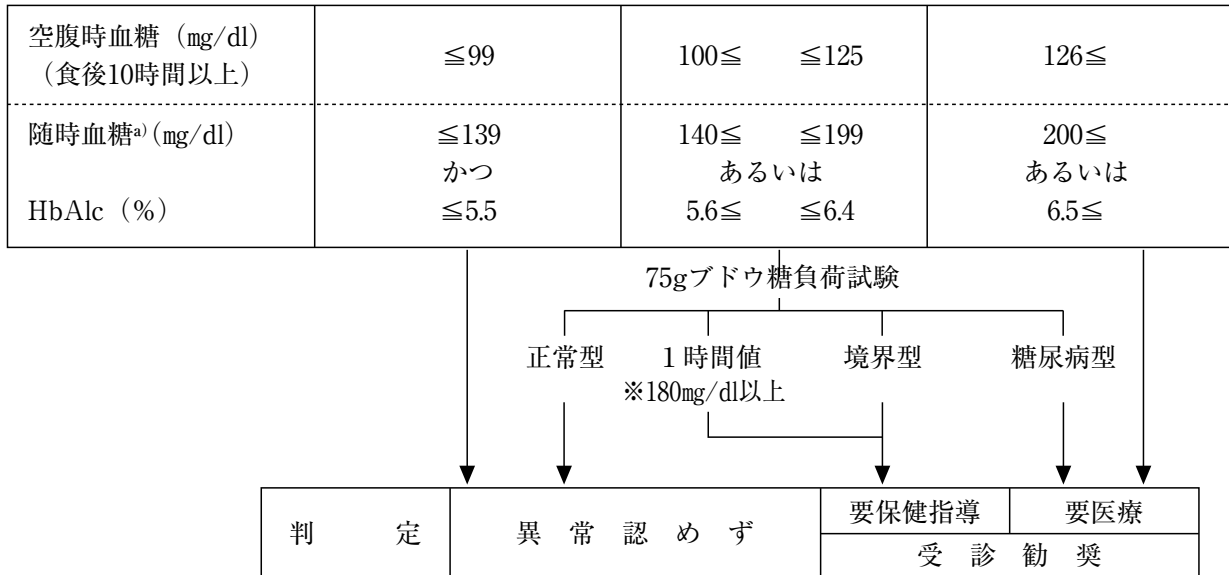 空腹時血糖（mg/dl） ≦99 100≦ ≦125 126≦
（食後10時間以上）
随時血糖a)（mg/dl） ≦139 140≦ ≦199 200≦
かつ あるいは あるいは
HbAlc（%） ≦5.5 5.6≦ ≦6.4 6.5≦
75gブドウ糖負荷試験
正常型 1時間値 境界型 糖尿病型
※180mg/dl以上
判 定 異常認めず 要保健指導 要医療
受診勧奨